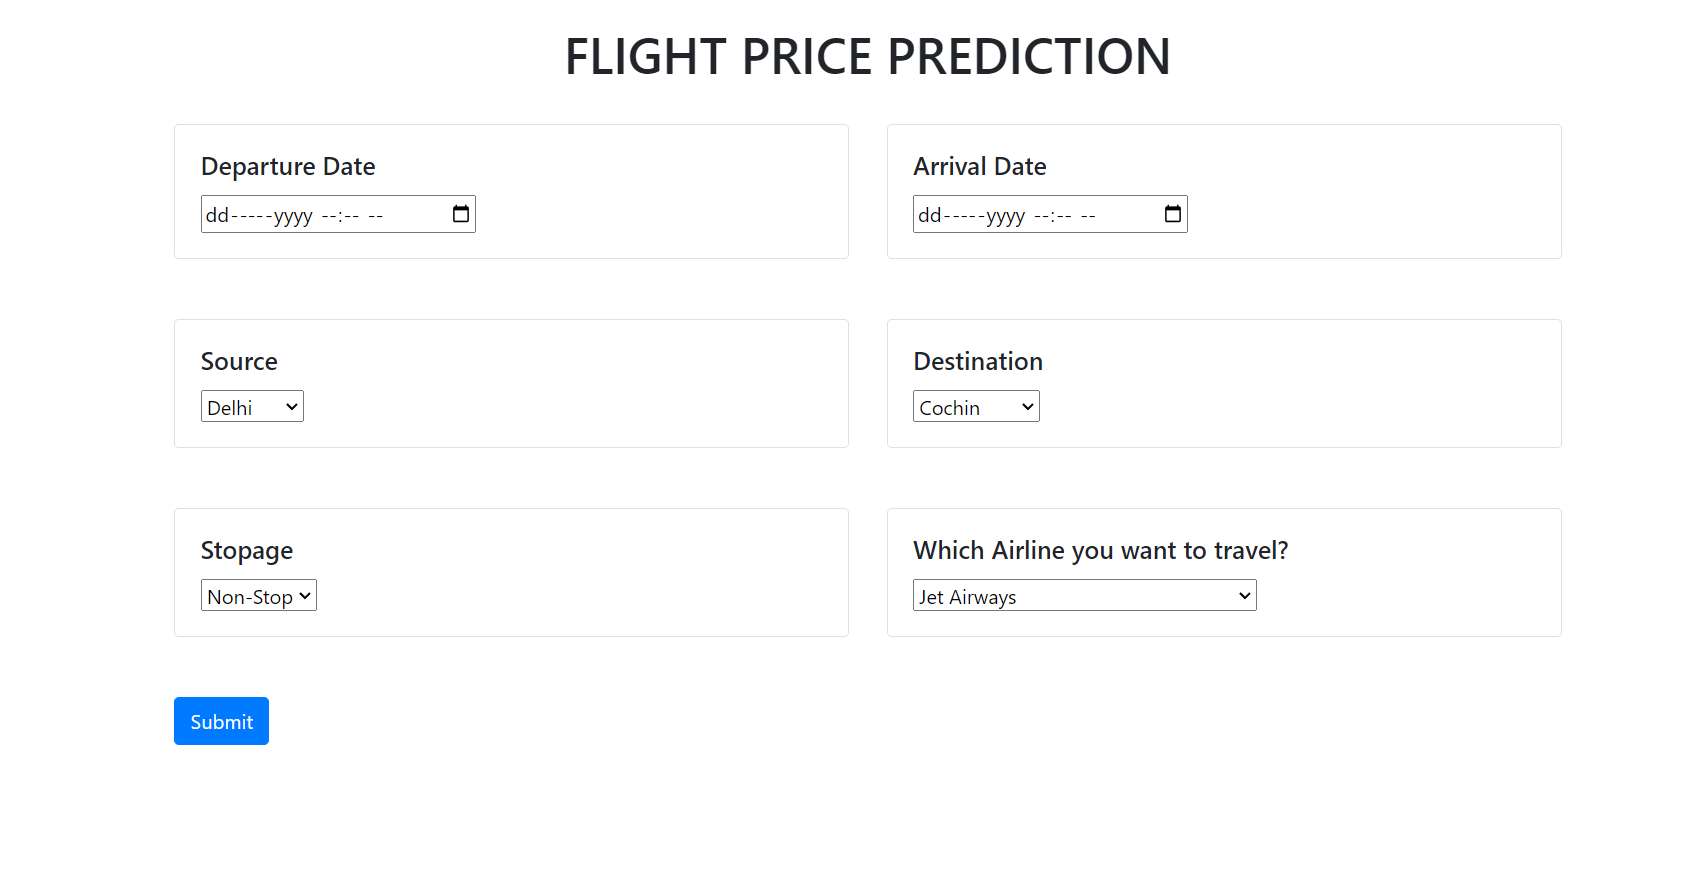 FLIGHT PRICE PREDICTION
Departure Date
dd-----yyyy --:-- --
Arrival Date
dd-----yyyy --:-- --
Source
Delhi
Destination
Cochin
Stopage
Non-Stop
Which Airline you want to travel?
Jet Airways
Submit